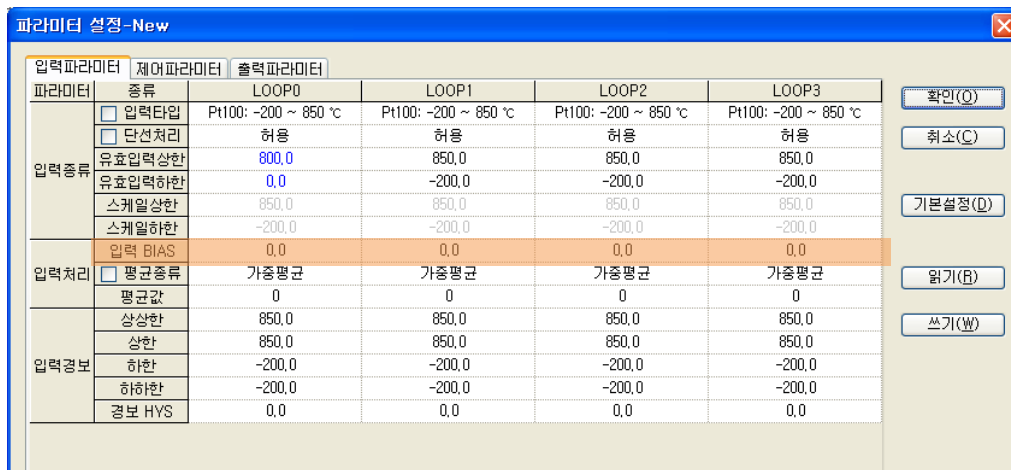 파라미터 설정-New
입력파라미터 제어파라미터 출력파라미터
파라미터 종류 LOOP0 LOOP1 LOOP2 LOOP3
입력종류
입력타입 Pt100: -200 ~ 850 ℃ Pt100: -200 ~ 850 ℃ Pt100: -200 ~ 850 ℃ Pt100: -200 ~ 850 ℃
단선처리 허용 허용 허용 허용
유효입력상한 800,0 850,0 850,0 850,0
유효입력하한 0,0 -200,0 -200,0 -200,0
스케일상한 850,0 850,0 850,0 850,0
스케일하한 -200,0 -200,0 -200,0 -200,0
입력처리
입력 BIAS 0,0 0,0 0,0 0,0
평균종류 가중평균 가중평균 가중평균 가중평균
평균값 0 0 0 0
입력경보
상상한 850,0 850,0 850,0 850,0
상한 850,0 850,0 850,0 850,0
하한 -200,0 -200,0 -200,0 -200,0
하하한 -200,0 -200,0 -200,0 -200,0
경보 HYS 0,0 0,0 0,0 0,0
확인(O)
취소(C)
기본설정(D)
읽기(R)
쓰기(W)